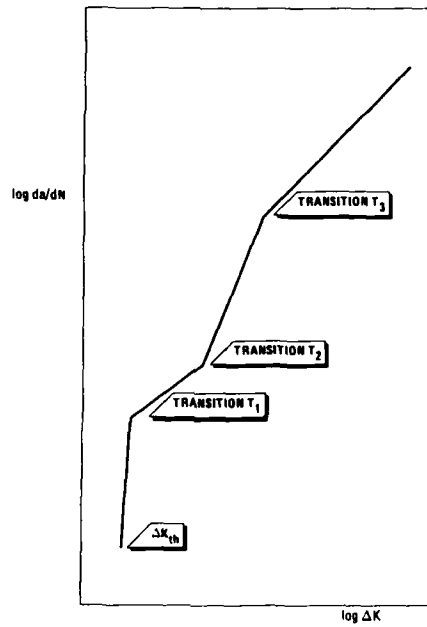 log da/dN
TRANSITION T₃
TRANSITION T₂
TRANSITION T₁
ΔKₜₕ
log ΔK